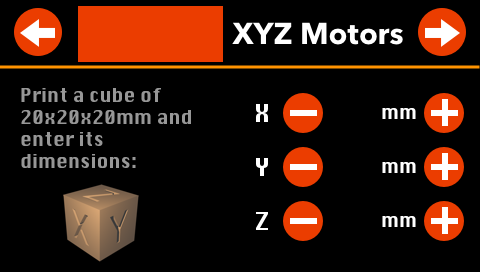 XYZ Motors
Print a cube of
20x20x20mm and
enter its
dimensions:
X mm
Y mm
Z mm
Z
X Y